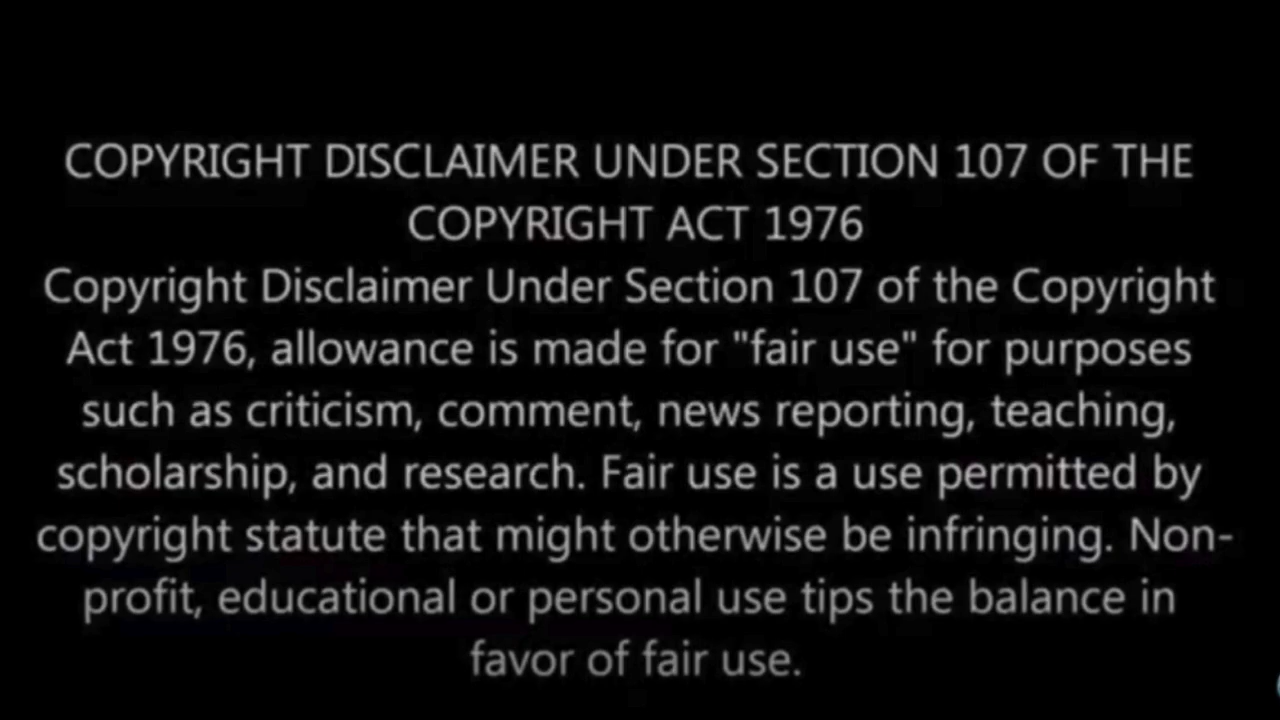 COPYRIGHT DISCLAIMER UNDER SECTION 107 OF THE
COPYRIGHT ACT 1976
Copyright Disclaimer Under Section 107 of the Copyright
Act 1976, allowance is made for "fair use" for purposes
such as criticism, comment, news reporting, teaching,
scholarship, and research. Fair use is a use permitted by
copyright statute that might otherwise be infringing. Non-
profit, educational or personal use tips the balance in
favor of fair use.